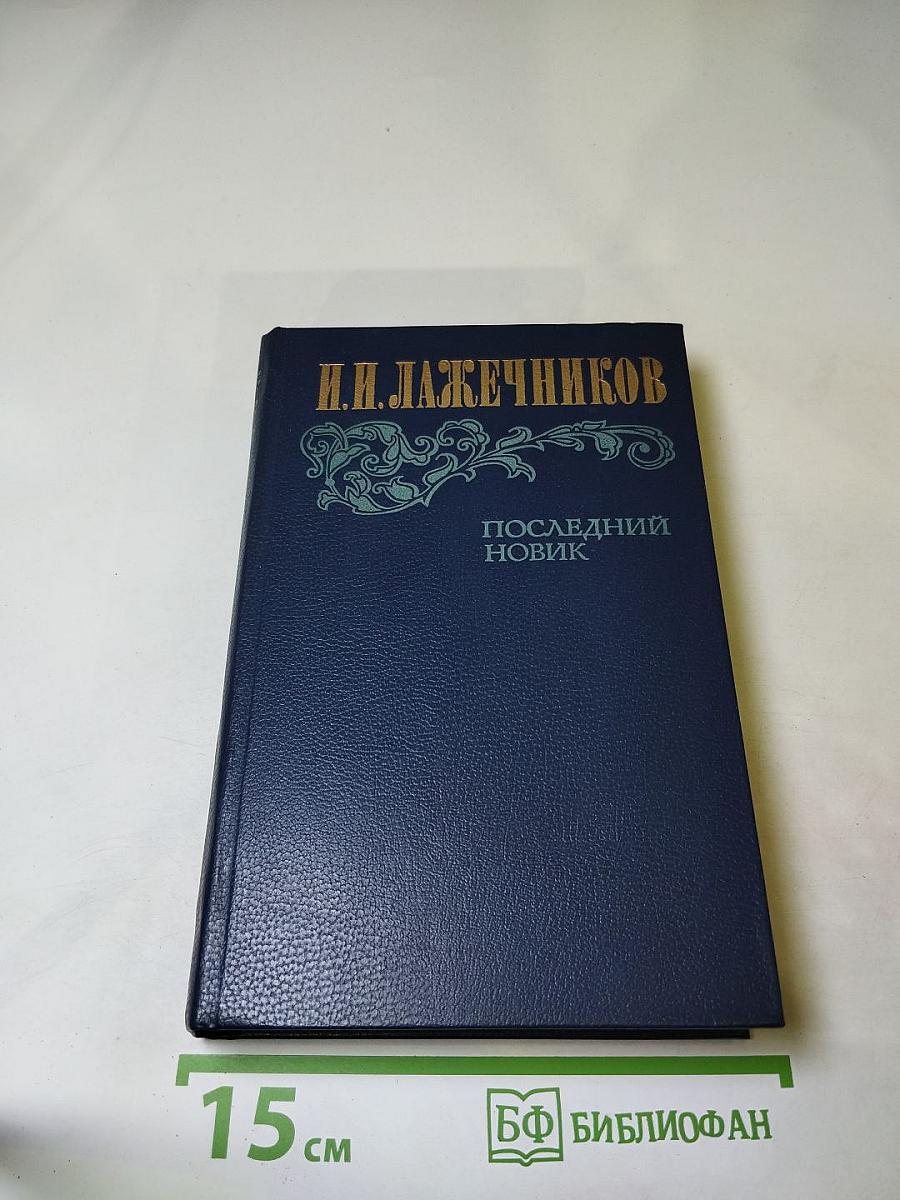 И.И.ЛАЖЕЧНИКОВ
ПОСЛЕДНИЙ
НОВИК
15 см
БФ БИБЛИОФАН